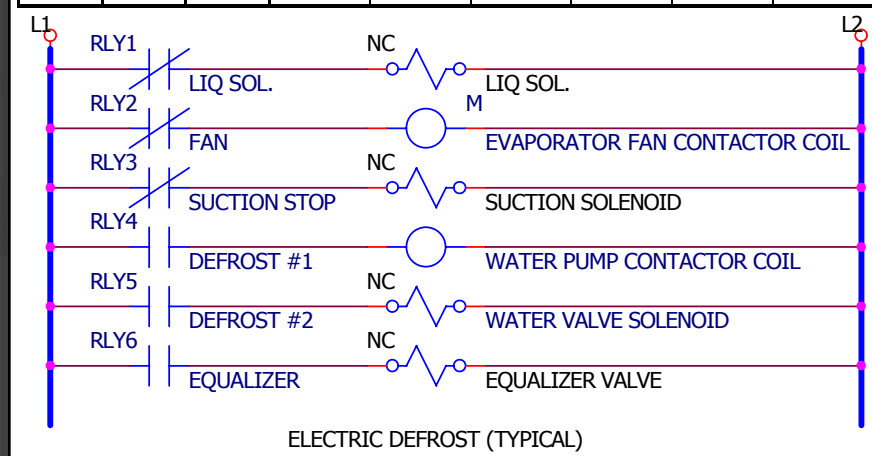 L1 L2
RLY1 NC
LIQ SOL. LIQ SOL.
RLY2 M
FAN EVAPORATOR FAN CONTACTOR COIL
RLY3 NC
SUCTION STOP SUCTION SOLENOID
RLY4
DEFROST #1 WATER PUMP CONTACTOR COIL
RLY5 NC
DEFROST #2 WATER VALVE SOLENOID
RLY6 NC
EQUALIZER EQUALIZER VALVE
ELECTRIC DEFROST (TYPICAL)